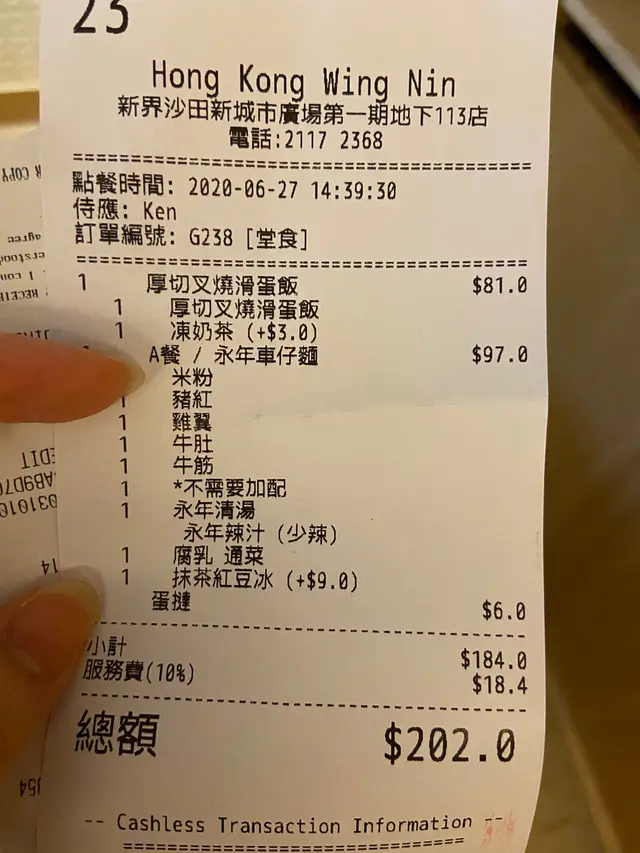 23
Hong Kong Wing Nin
新界沙田新城市廣場第一期地下113店
電話:2117 2368
點餐時間: 2020-06-27 14:39:30
侍應: Ken
訂單編號: G238 [堂食]
1 厚切叉燒滑蛋飯 $81.0
1 厚切叉燒滑蛋飯
1 凍奶茶 (+$3.0)
A餐 / 永年車仔麵 $97.0
米粉
1 豬紅
1 雞翼
1 牛肚
1 牛筋
1 *不需要加配
1 永年清湯
永年辣汁 (少辣)
1 腐乳 通菜
1 抹茶紅豆冰 (+$9.0)
蛋撻 $6.0
小計 $184.0
服務費(10%) $18.4
總額 $202.0
-- Cashless Transaction Information --
COPY
agree
RECEI
EDIT
031010
14
354